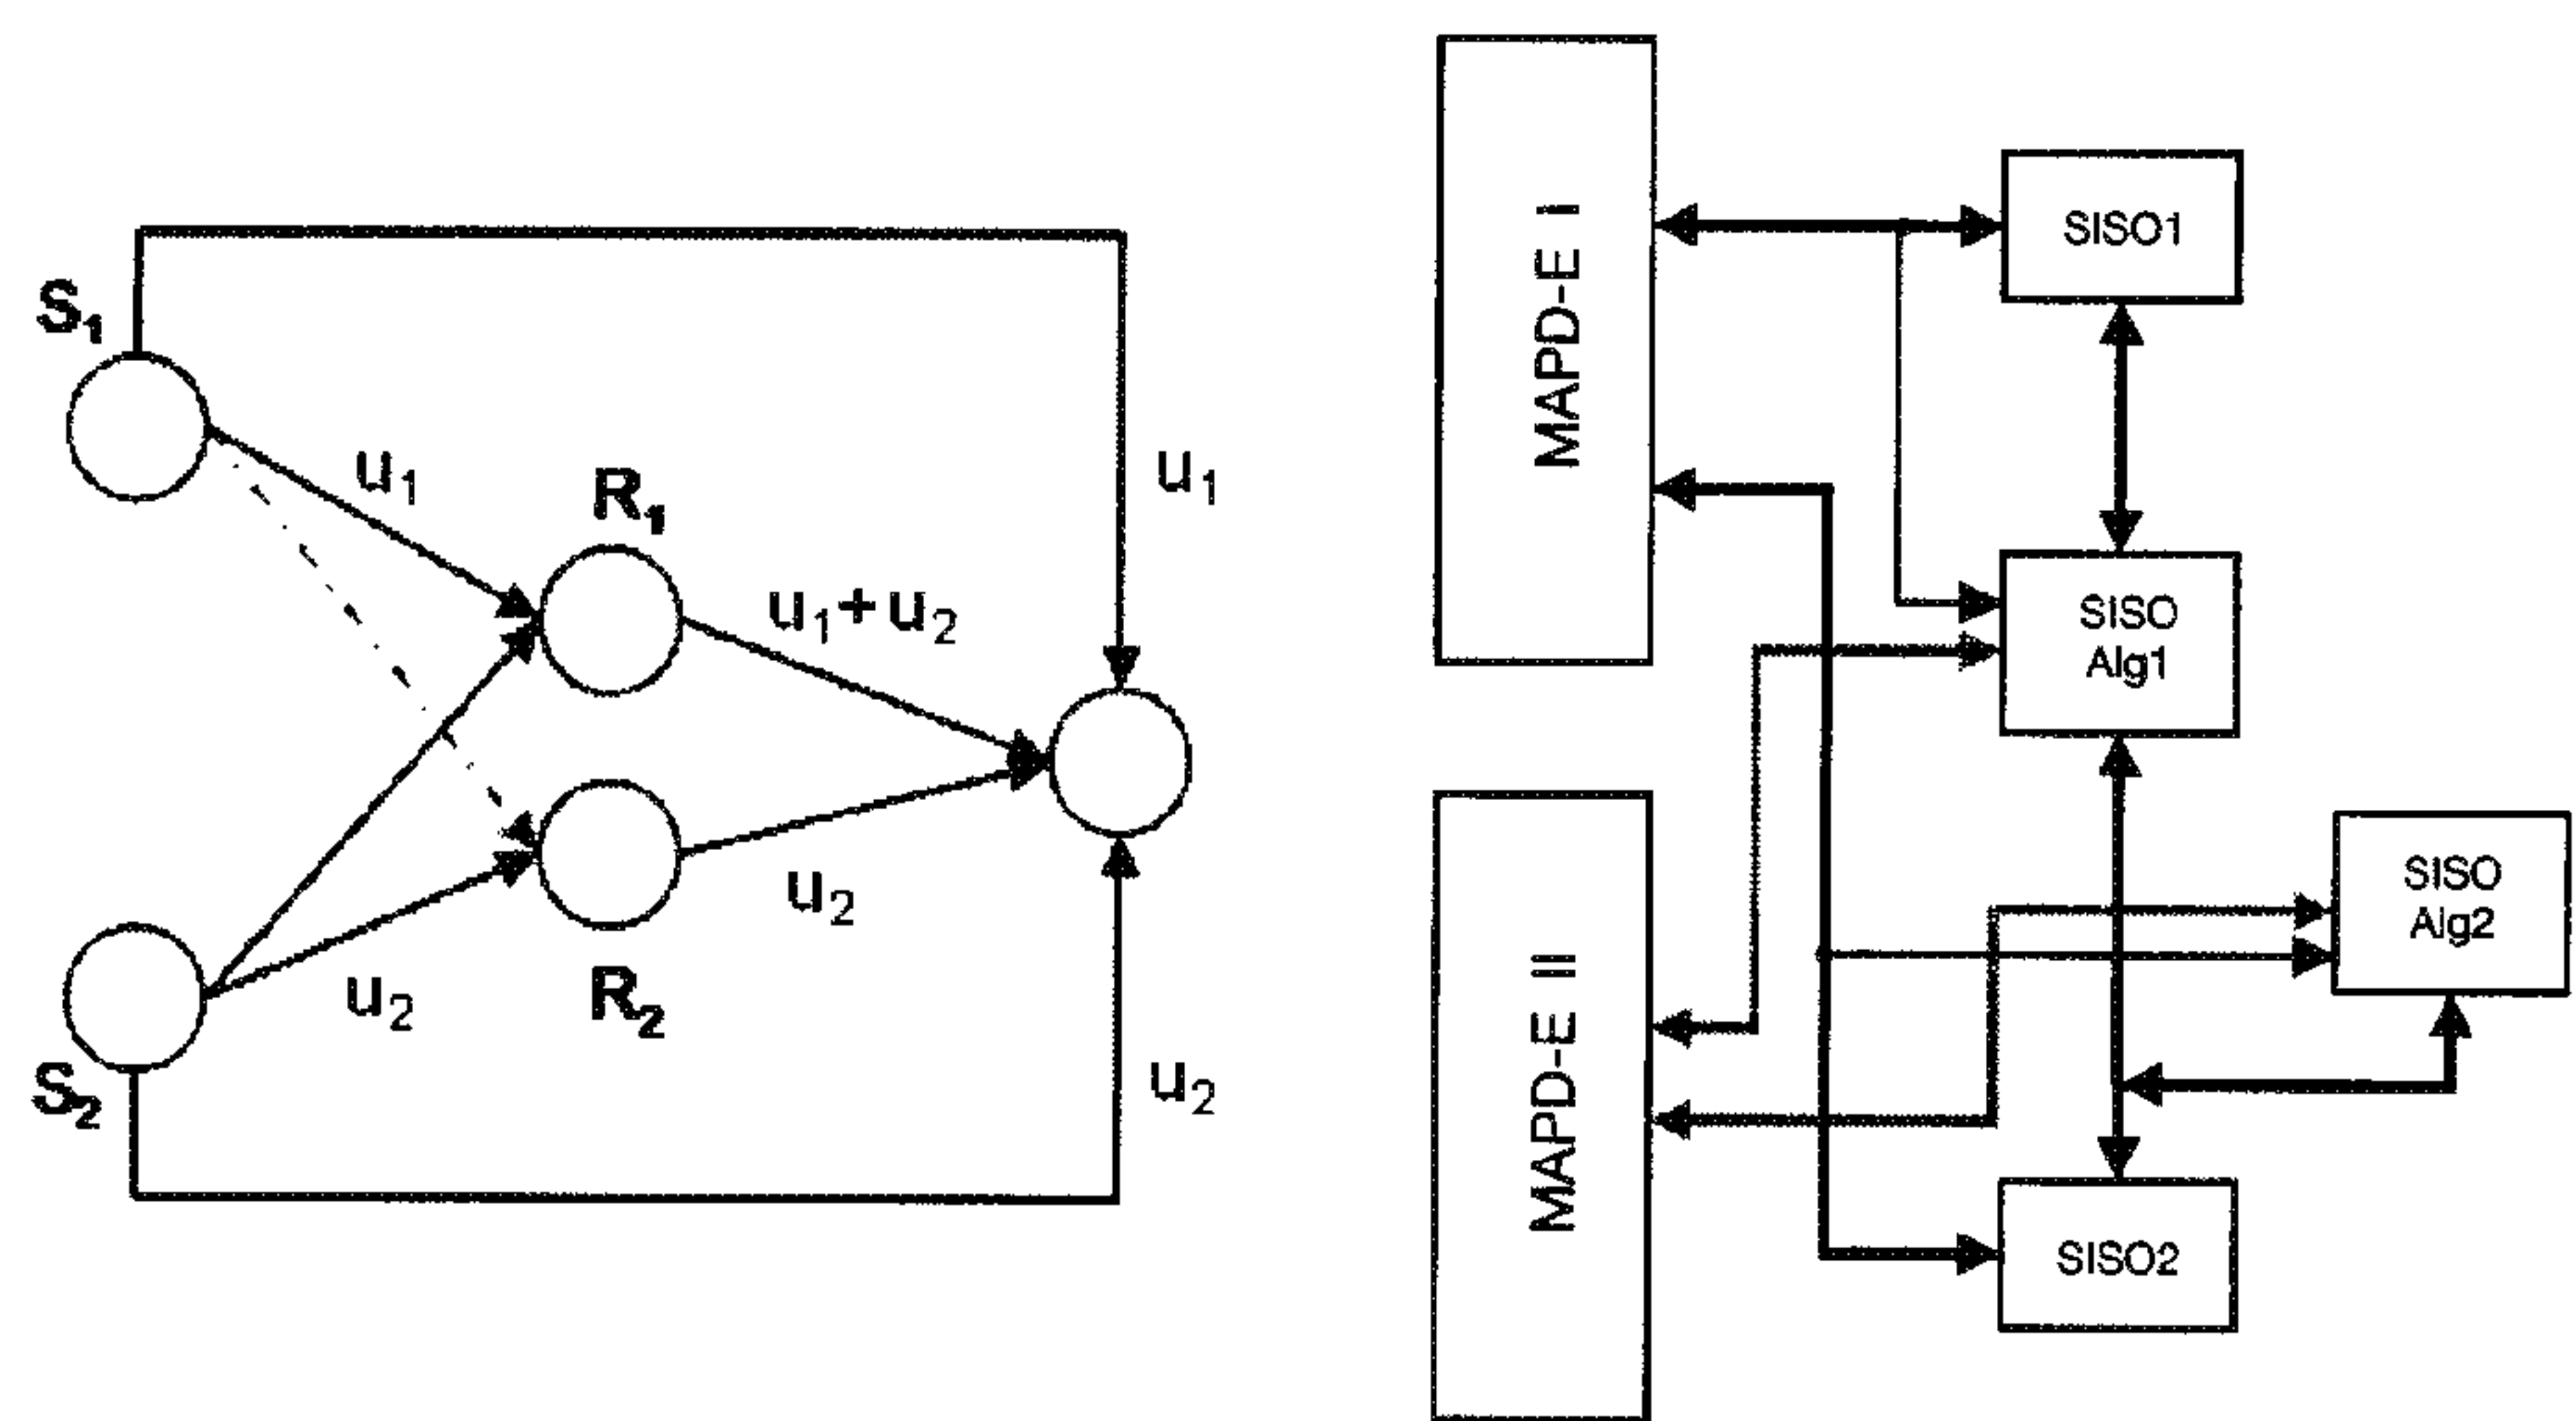 S₁
u₁
R₁
u₁+u₂
u₁
u₂
R₂
u₂
S₂
u₂
MAPD-E I
SISO1
SISO
Alg1
MAPD-E II
SISO
Alg2
SISO2